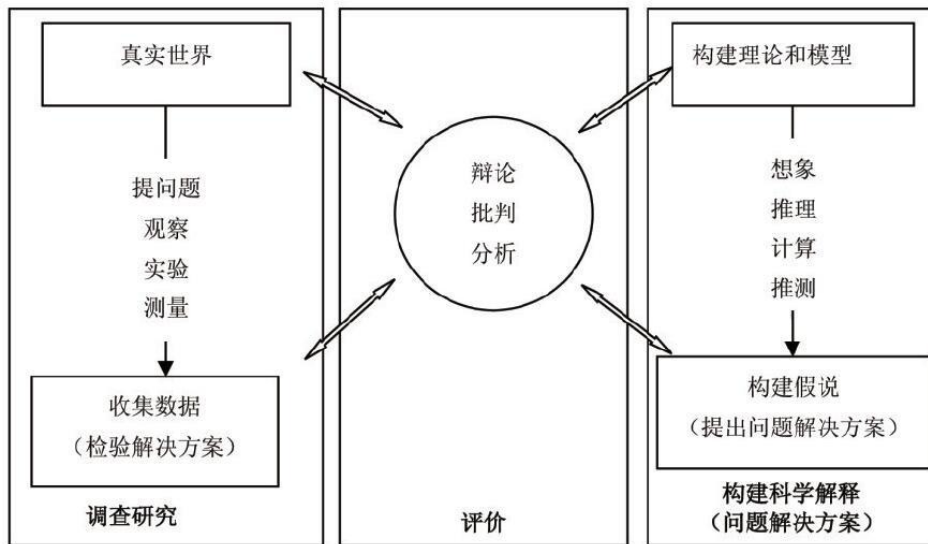 真实世界
提问题
观察
实验
测量
收集数据
（检验解决方案）
调查研究
辩论
批判
分析
评价
构建理论和模型
想象
推理
计算
推测
构建假说
（提出问题解决方案）
构建科学解释
（问题解决方案）